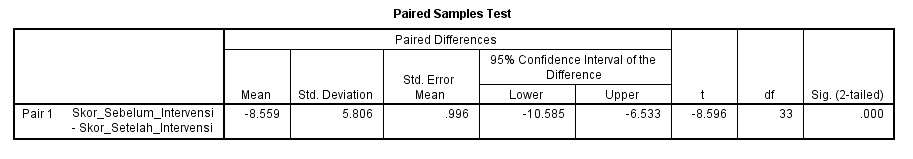 Paired Samples Test
Paired Differences
95% Confidence Interval of the
Difference
Mean Std. Deviation Std. Error
Mean Lower Upper t df Sig. (2-tailed)
Pair 1 Skor_Sebelum_Intervensi
- Skor_Setelah_Intervensi -8.559 5.806 .996 -10.585 -6.533 -8.596 33 .000